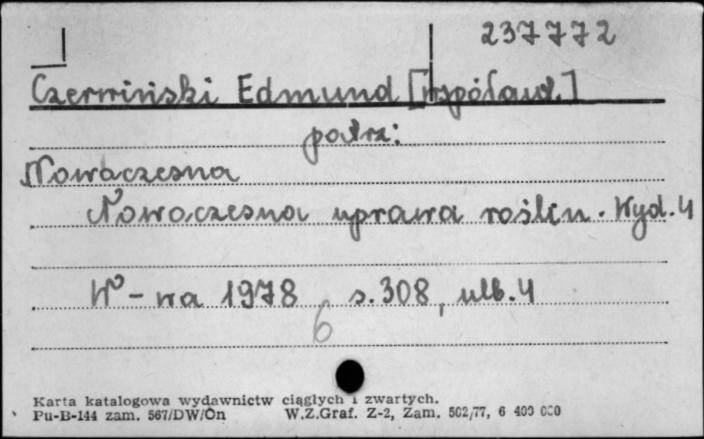 237772
Czerwiński Edmund [współaut.]
patrz:
Nowoczesna
Nowoczesna uprawa roślin. Wyd. 4
W-wa 1978 s. 308, ulb. 4
6
Karta katalogowa wydawnictw ciągłych i zwartych.
Pu-B-144 zam. 567/DW/On W.Z.Graf. Z-2, Zam. 502/77, 6 400 000